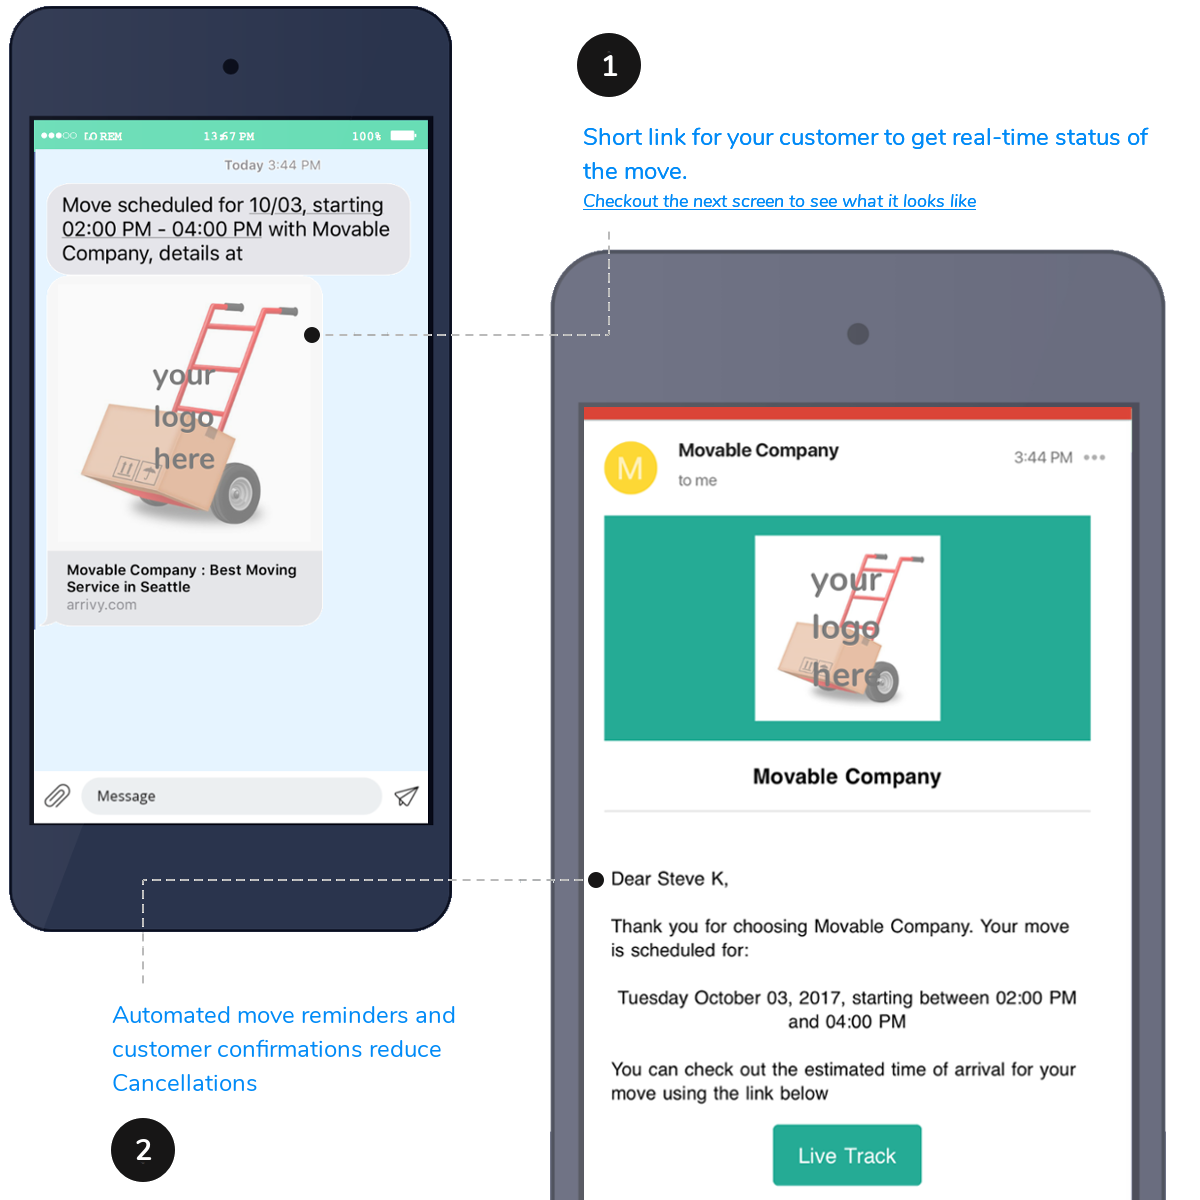 LOREM 13:67 PM 100%
Today 3:44 PM
Move scheduled for 10/03, starting
02:00 PM - 04:00 PM with Movable
Company, details at
your
logo
here
Movable Company : Best Moving
Service in Seattle
arrivy.com
Message
1
Short link for your customer to get real-time status of
the move.
Checkout the next screen to see what it looks like
M
Movable Company
3:44 PM
to me
your
logo
here
Movable Company
Dear Steve K,
Thank you for choosing Movable Company. Your move
is scheduled for:
Tuesday October 03, 2017, starting between 02:00 PM
and 04:00 PM
You can check out the estimated time of arrival for your
move using the link below
Live Track
Automated move reminders and
customer confirmations reduce
Cancellations
2